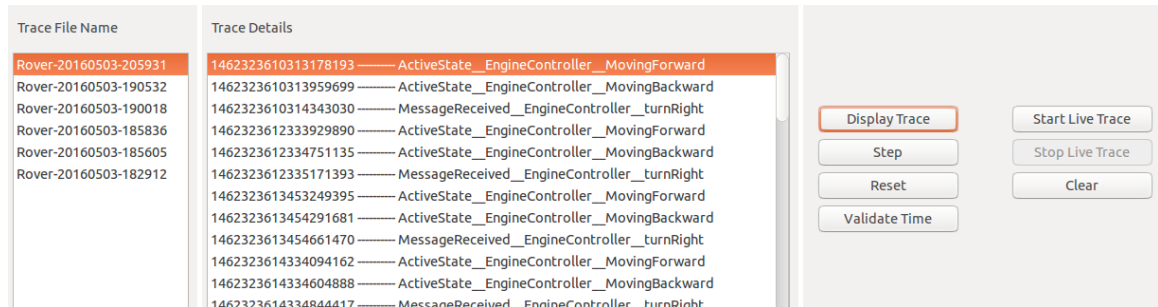 Trace File Name
Rover-20160503-205931
Rover-20160503-190532
Rover-20160503-190018
Rover-20160503-185836
Rover-20160503-185605
Rover-20160503-182912
Trace Details
1462323610313178193 --------- ActiveState__EngineController__MovingForward
1462323610313959699 --------- ActiveState__EngineController__MovingBackward
1462323610314343030 --------- MessageReceived__EngineController__turnRight
1462323612333929890 --------- ActiveState__EngineController__MovingForward
1462323612334751135 --------- ActiveState__EngineController__MovingBackward
1462323612335171393 --------- MessageReceived__EngineController__turnRight
1462323613453249395 --------- ActiveState__EngineController__MovingForward
1462323613454291681 --------- ActiveState__EngineController__MovingBackward
1462323613454661470 --------- MessageReceived__EngineController__turnRight
1462323614334094162 --------- ActiveState__EngineController__MovingForward
1462323614334604888 --------- ActiveState__EngineController__MovingBackward
1462323614334844417 --------- MessageReceived__EngineController__turnRight
Display Trace
Start Live Trace
Step
Stop Live Trace
Reset
Clear
Validate Time